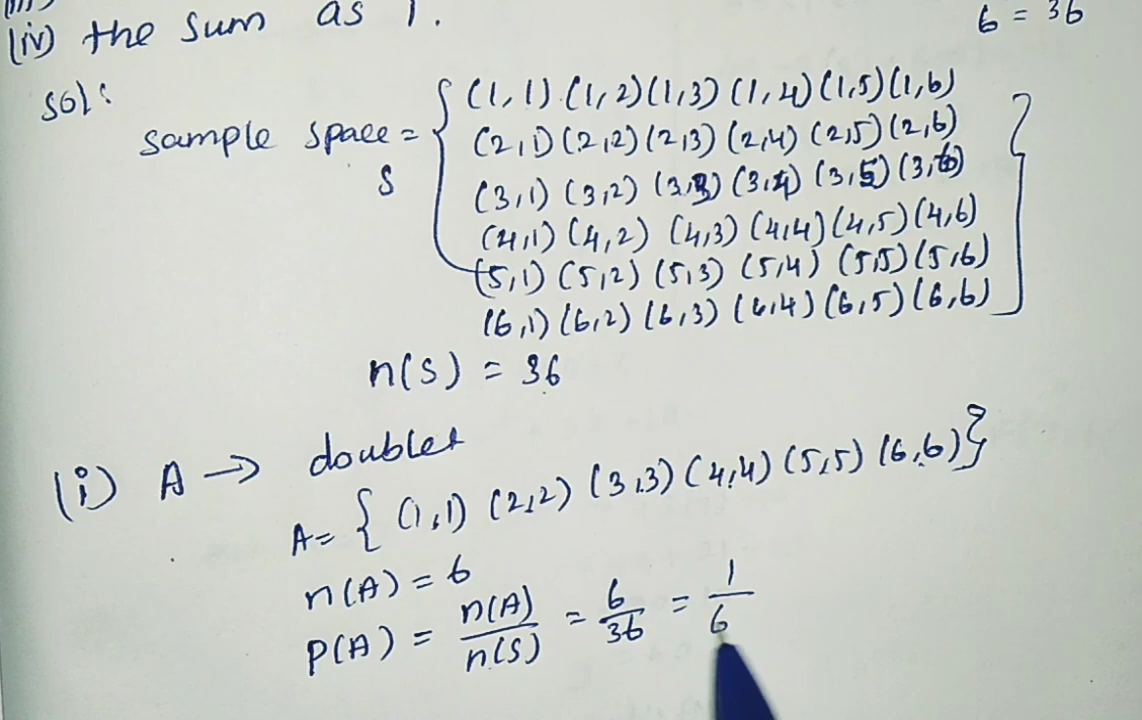 (iv) the sum as 1.
6 = 36
sol:
sample space = { (1,1) (1,2) (1,3) (1,4) (1,5) (1,6)
S
(2,1) (2,2) (2,3) (2,4) (2,5) (2,6)
(3,1) (3,2) (3,3) (3,4) (3,5) (3,6)
(4,1) (4,2) (4,3) (4,4) (4,5) (4,6)
(5,1) (5,2) (5,3) (5,4) (5,5) (5,6)
(6,1) (6,2) (6,3) (6,4) (6,5) (6,6) }
n(S) = 36
(i) A → doublet
A = { (1,1) (2,2) (3,3) (4,4) (5,5) (6,6) }
n(A) = 6
P(A) = n(A)/n(S) = 6/36 = 1/6